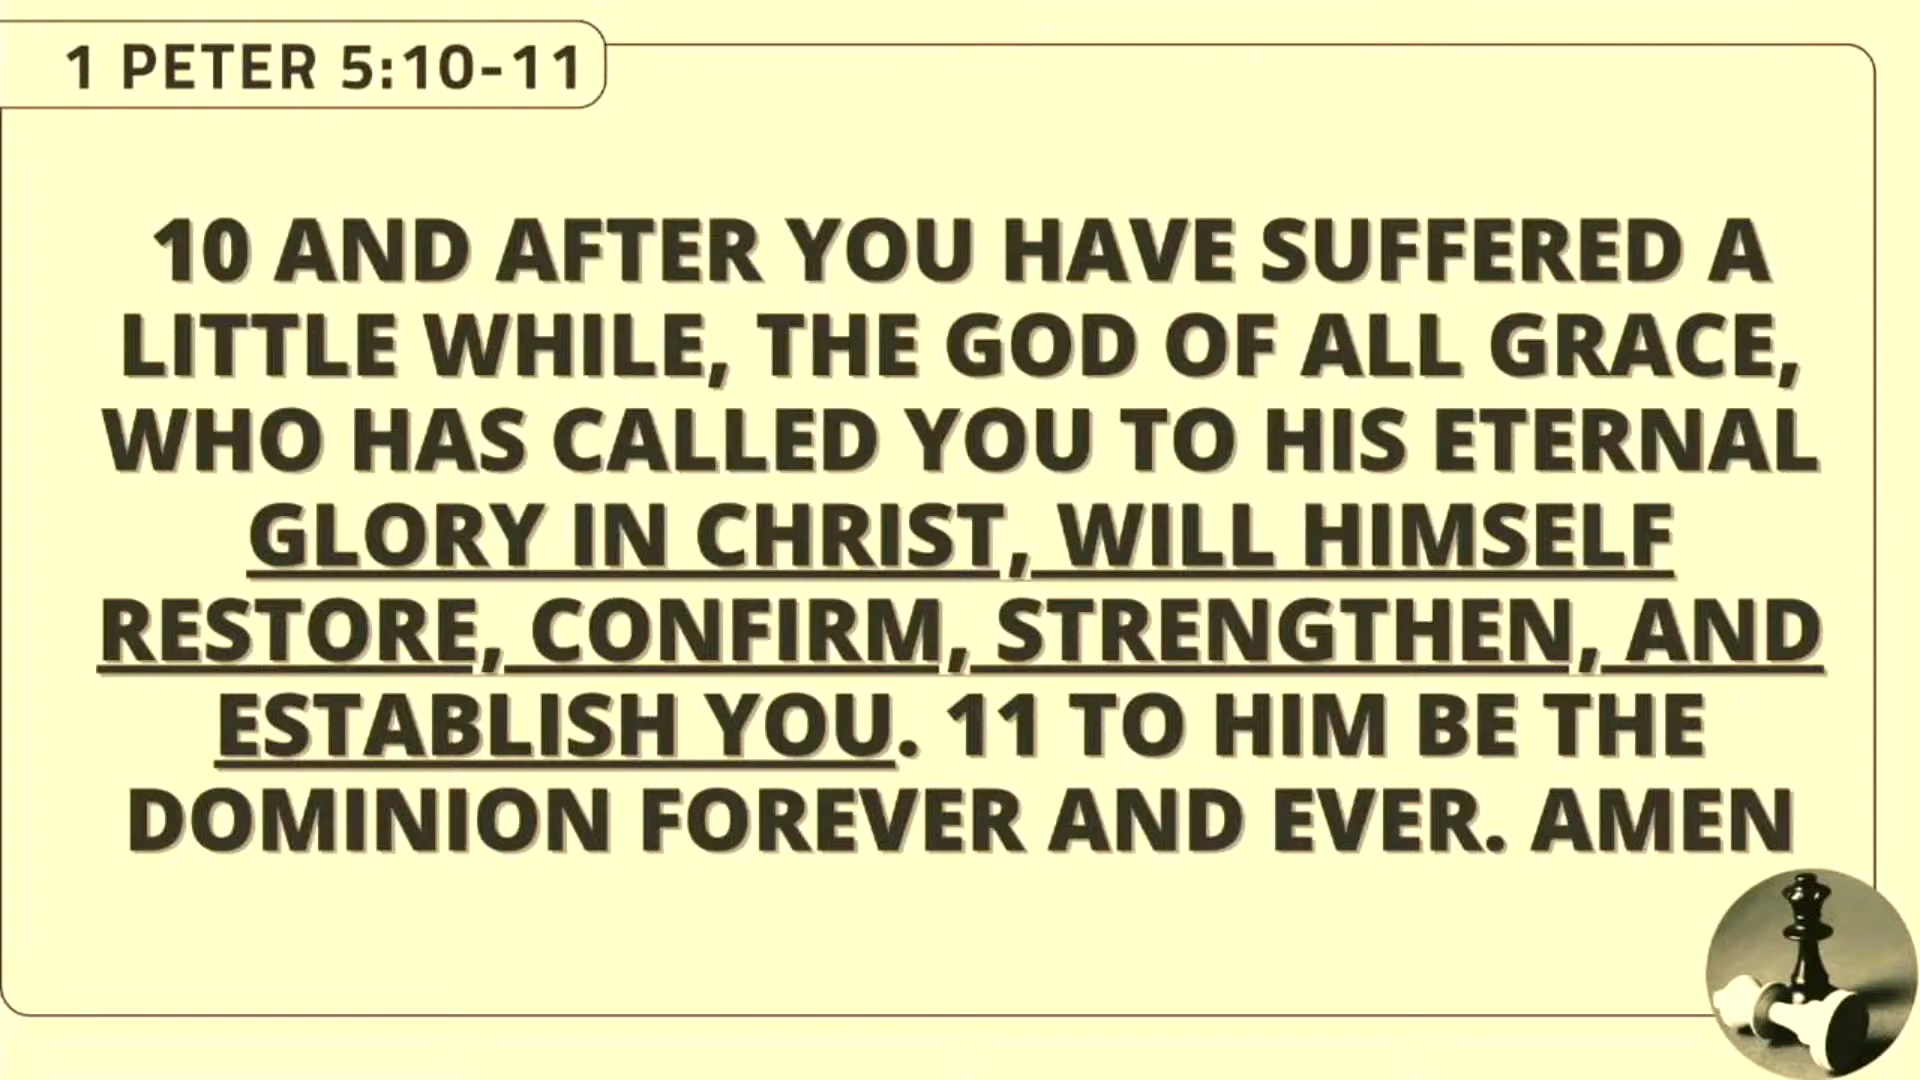 1 PETER 5:10-11
10 AND AFTER YOU HAVE SUFFERED A
LITTLE WHILE, THE GOD OF ALL GRACE,
WHO HAS CALLED YOU TO HIS ETERNAL
GLORY IN CHRIST, WILL HIMSELF
RESTORE, CONFIRM, STRENGTHEN, AND
ESTABLISH YOU. 11 TO HIM BE THE
DOMINION FOREVER AND EVER. AMEN